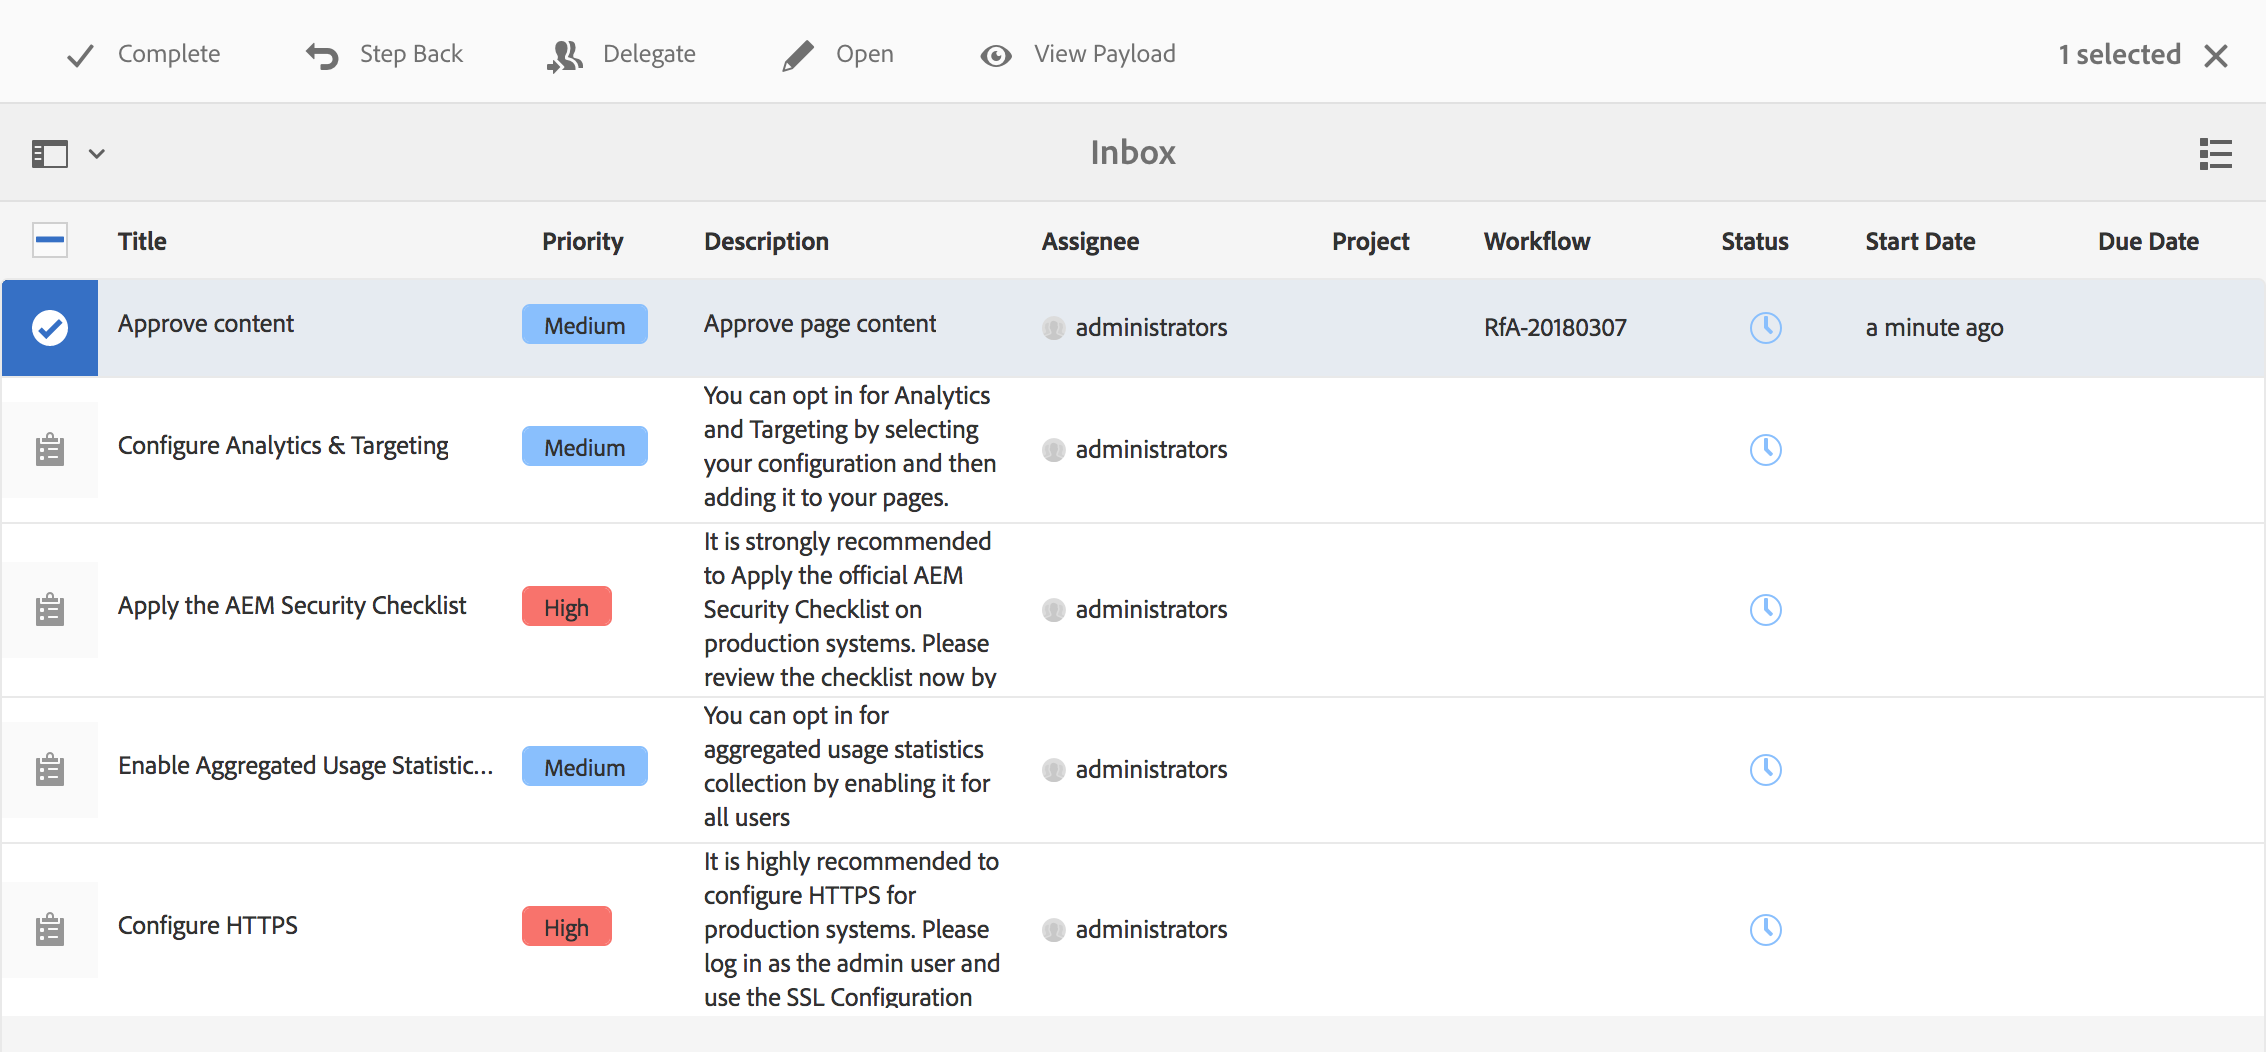 Complete Step Back Delegate Open View Payload 1 selected
Inbox
Title Priority Description Assignee Project Workflow Status Start Date Due Date
Approve content Medium Approve page content administrators RfA-20180307 a minute ago
Configure Analytics & Targeting Medium
You can opt in for Analytics
and Targeting by selecting
your configuration and then
adding it to your pages.
administrators
Apply the AEM Security Checklist High
It is strongly recommended
to Apply the official AEM
Security Checklist on
production systems. Please
review the checklist now by
administrators
Enable Aggregated Usage Statistic... Medium
You can opt in for
aggregated usage statistics
collection by enabling it for
all users
administrators
Configure HTTPS High
It is highly recommended to
configure HTTPS for
production systems. Please
log in as the admin user and
use the SSL Configuration
administrators